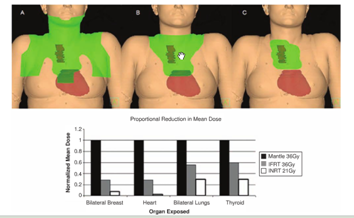 A
B
C
Proportional Reduction in Mean Dose
Normalized Mean Dose
1.2
1
0.8
0.6
0.4
0.2
0
Bilateral Breast
Heart
Bilateral Lungs
Thyroid
Organ Exposed
Mantle 36Gy
IFRT 36Gy
INRT 21Gy